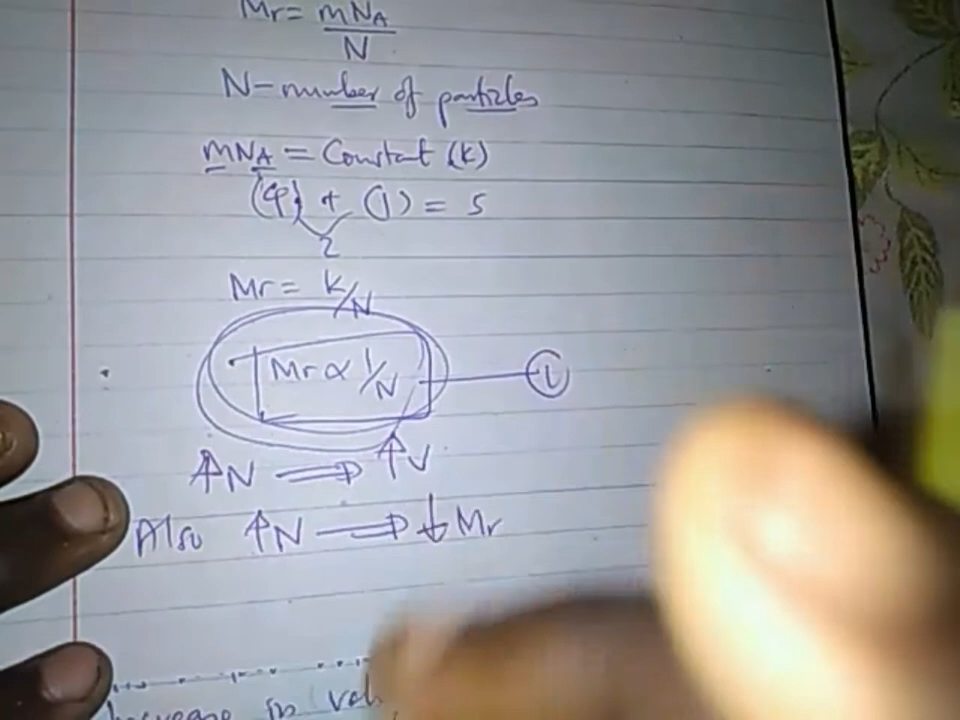 Mr = mNA
N
N - number of particles
mNA = Constant (k)
(4) + (1) = 5
2
Mr = k/N
Mr ∝ 1/N — ①
↑N ⟹ ↑V
Also ↑N ⟹ ↓Mr
Increase in